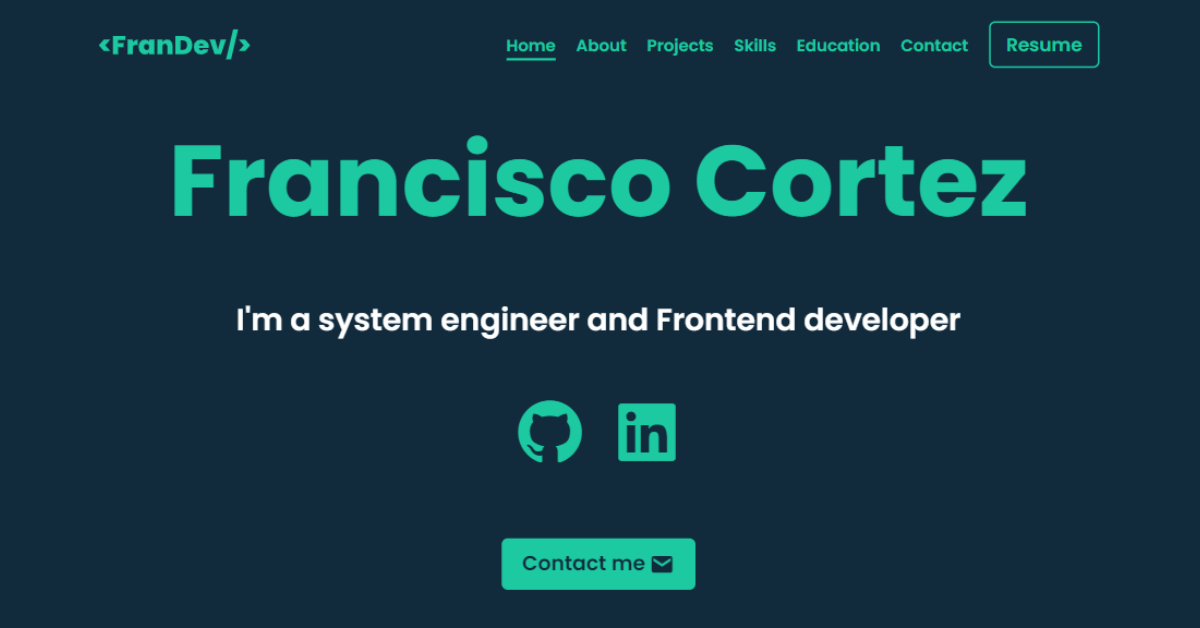 <FranDev/>
Home About Projects Skills Education Contact Resume
Francisco Cortez
I'm a system engineer and Frontend developer
in
Contact me